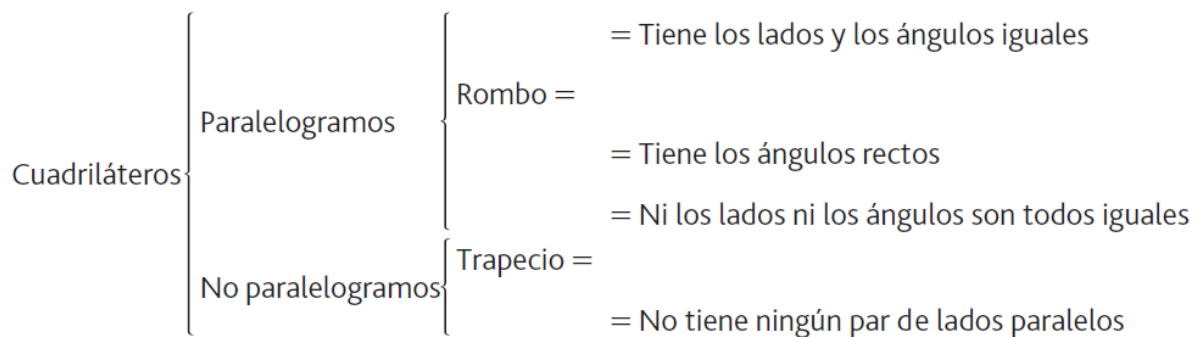 = Tiene los lados y los ángulos iguales
Rombo =
Paralelogramos
= Tiene los ángulos rectos
Cuadriláteros
= Ni los lados ni los ángulos son todos iguales
Trapecio =
No paralelogramos
= No tiene ningún par de lados paralelos